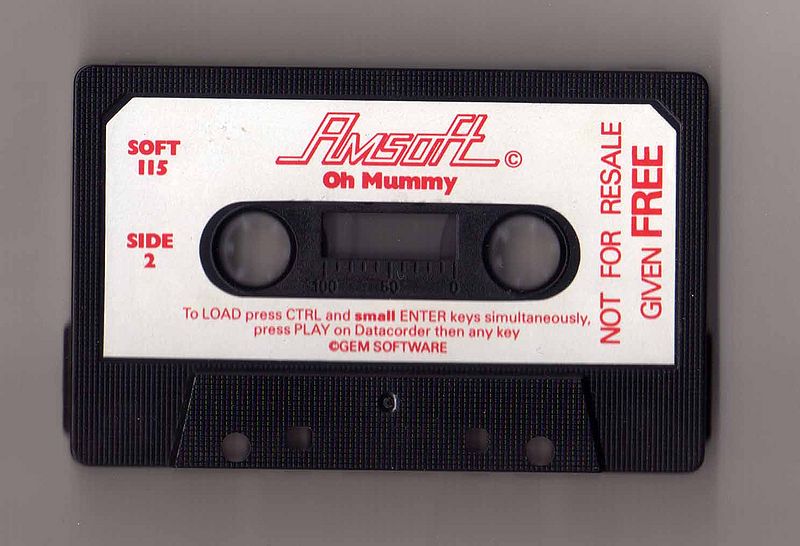 SOFT
115
Amsoft ©
Oh Mummy
SIDE
2
100 50 0
To LOAD press CTRL and small ENTER keys simultaneously,
press PLAY on Datacorder then any key
©GEM SOFTWARE
NOT FOR RESALE
GIVEN FREE